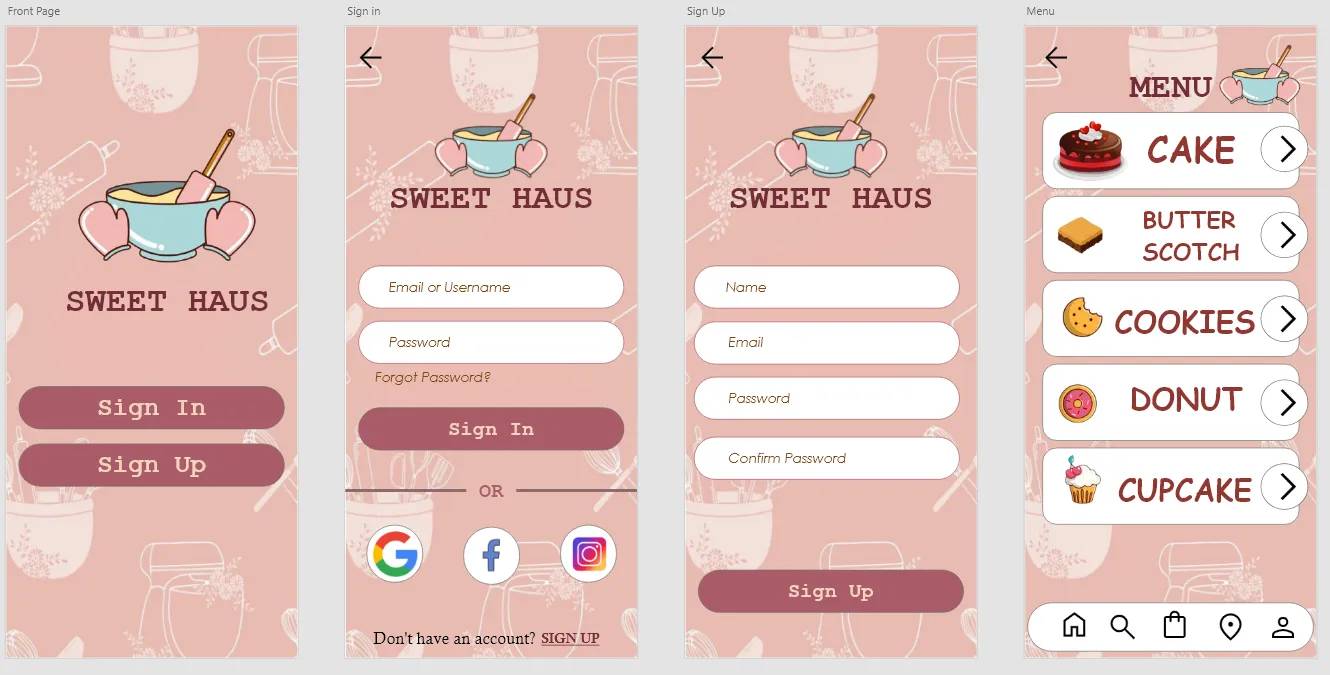 Front Page
SWEET HAUS
Sign In
Sign Up
Sign in
SWEET HAUS
Email or Username
Password
Forgot Password?
Sign In
OR
Don't have an account? SIGN UP
Sign Up
SWEET HAUS
Name
Email
Password
Confirm Password
Sign Up
Menu
MENU
CAKE
BUTTER
SCOTCH
COOKIES
DONUT
CUPCAKE